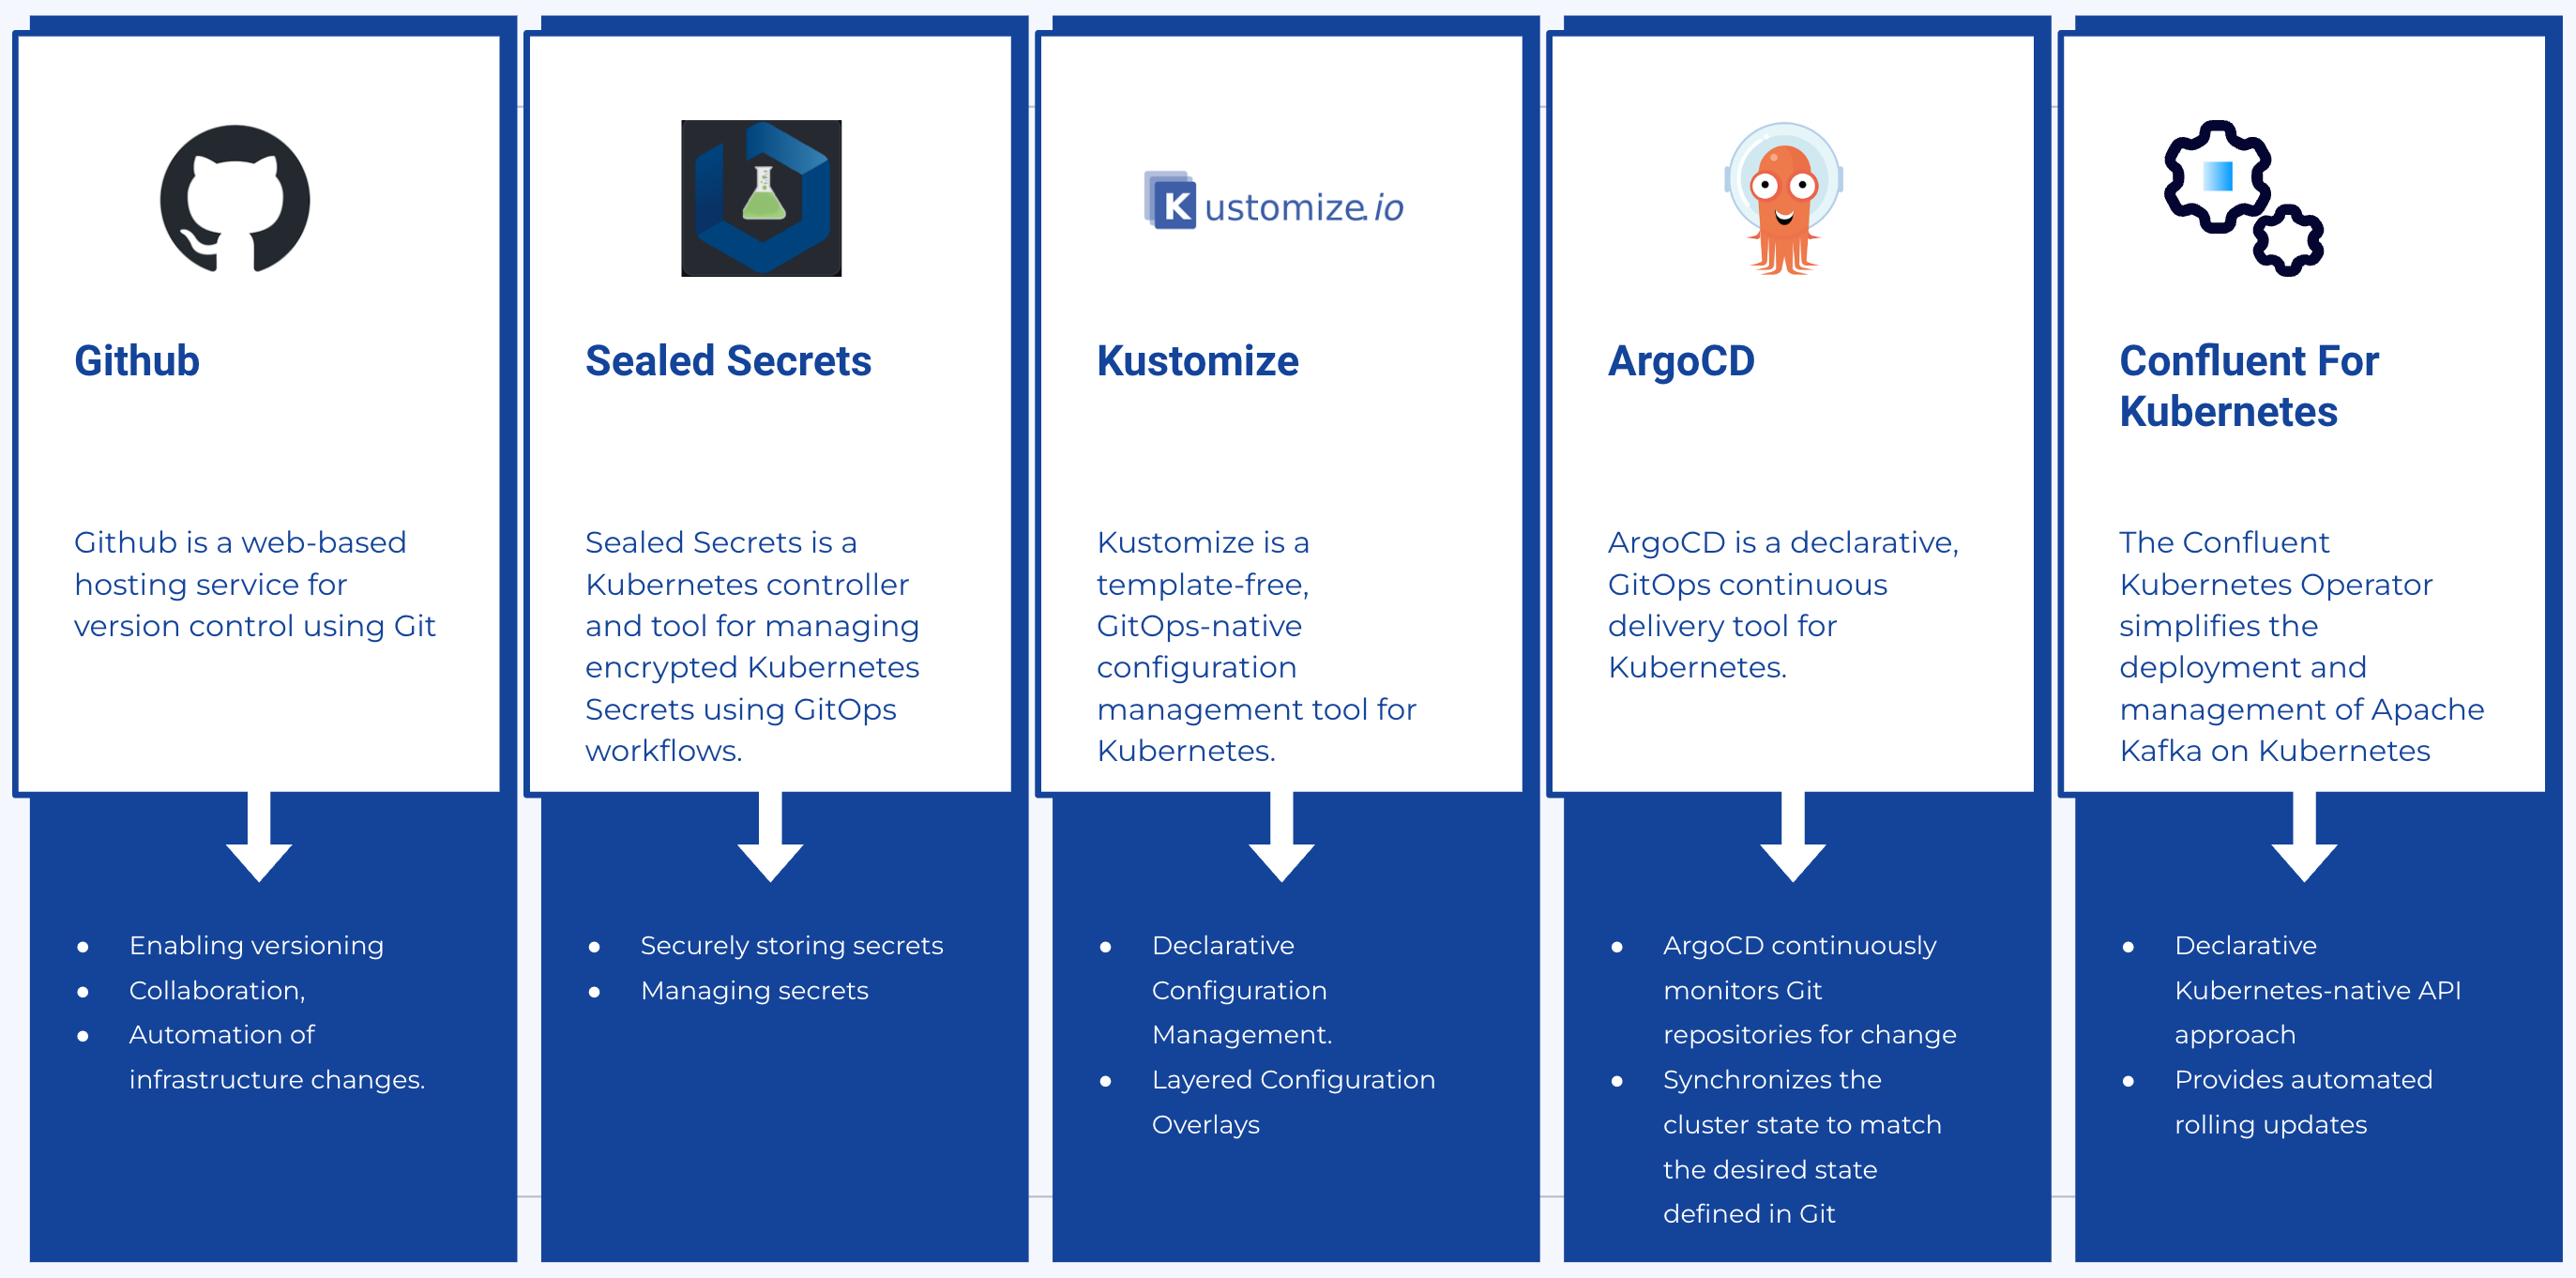 Kustomize.io
Github
Sealed Secrets
Kustomize
ArgoCD
Confluent For
Kubernetes
Github is a web-based
hosting service for
version control using Git
Sealed Secrets is a
Kubernetes controller
and tool for managing
encrypted Kubernetes
Secrets using GitOps
workflows.
Kustomize is a
template-free,
GitOps-native
configuration
management tool for
Kubernetes.
ArgoCD is a declarative,
GitOps continuous
delivery tool for
Kubernetes.
The Confluent
Kubernetes Operator
simplifies the
deployment and
management of Apache
Kafka on Kubernetes
● Enabling versioning
● Collaboration,
● Automation of
infrastructure changes.
● Securely storing secrets
● Managing secrets
● Declarative
Configuration
Management.
● Layered Configuration
Overlays
● ArgoCD continuously
monitors Git
repositories for change
● Synchronizes the
cluster state to match
the desired state
defined in Git
● Declarative
Kubernetes-native API
approach
● Provides automated
rolling updates